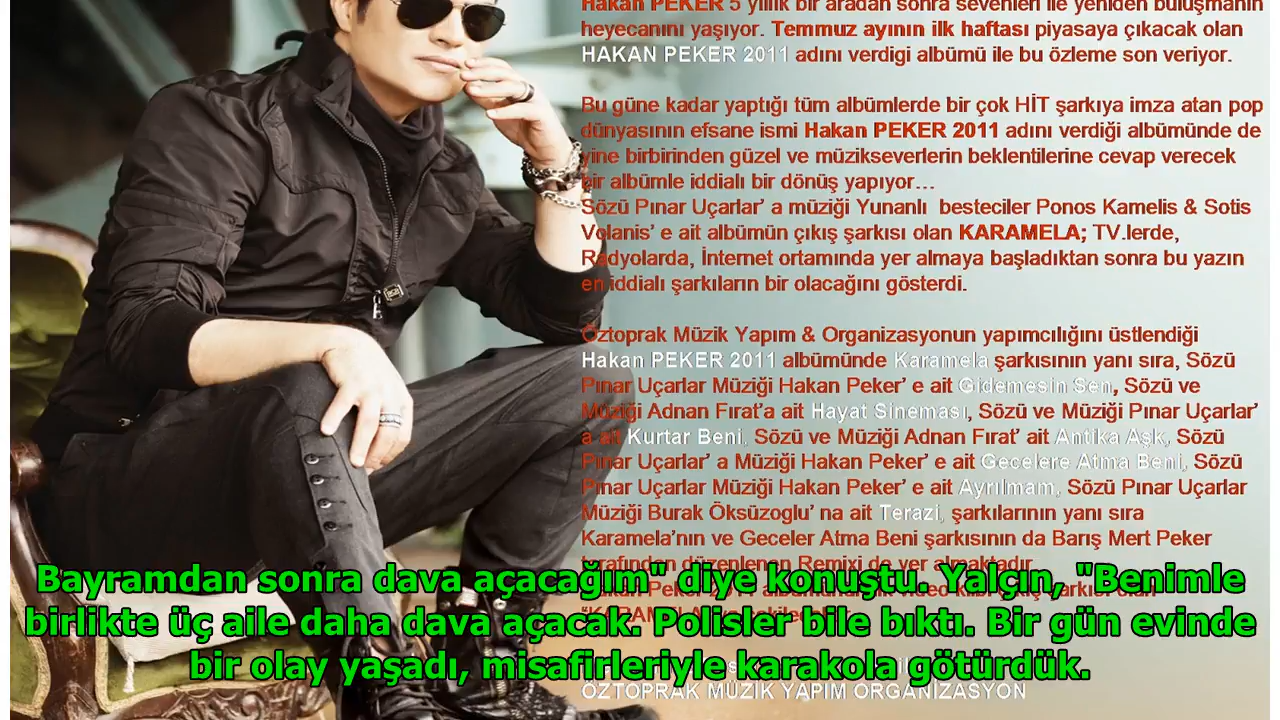 Hakan PEKER 5 yıllık bir aradan sonra sevenleri ile yeniden buluşmanın
heyecanını yaşıyor. Temmuz ayının ilk haftası piyasaya çıkacak olan
HAKAN PEKER 2011 adını verdigi albümü ile bu özleme son veriyor.
Bu güne kadar yaptığı tüm albümlerde bir çok HİT şarkıya imza atan pop
dünyasının efsane ismi Hakan PEKER 2011 adını verdiği albümünde de
yine birbirinden güzel ve müzikseverlerin beklentilerine cevap verecek
bir albümle iddialı bir dönüş yapıyor…
Sözü Pınar Uçarlar’ a müziği Yunanlı besteciler Ponos Kamelis & Sotis
Volanis’ e ait albümün çıkış şarkısı olan KARAMELA; TV.lerde,
Radyolarda, İnternet ortamında yer almaya başladıktan sonra bu yazın
en iddialı şarkıların bir olacağını gösterdi.
Öztoprak Müzik Yapım & Organizasyonun yapımcılığını üstlendiği
Hakan PEKER 2011 albümünde Karamela şarkısının yanı sıra, Sözü
Pınar Uçarlar Müziği Hakan Peker’ e ait Gidemesin Sen, Sözü ve
Müziği Adnan Fırat’a ait Hayat Sineması, Sözü ve Müziği Pınar Uçarlar’
a ait Kurtar Beni, Sözü ve Müziği Adnan Fırat’ ait Antika Aşk, Sözü
Pınar Uçarlar’ a Müziği Hakan Peker’ e ait Gecelere Atma Beni, Sözü
Pınar Uçarlar Müziği Hakan Peker’ e ait Ayrılmam, Sözü Pınar Uçarlar
Müziği Burak Öksüzoglu’ na ait Terazi, şarkılarının yanı sıra
Karamela’nın ve Geceler Atma Beni şarkısının da Barış Mert Peker
tarafından düzenlenen Remixi de yer almaktadır
Bayramdan sonra dava açacağım" diye konuştu. Yalçın, "Benimle
birlikte üç aile daha dava açacak. Polisler bile bıktı. Bir gün evinde
bir olay yaşadı, misafirleriyle karakola götürdük.
ÖZTOPRAK MÜZİK YAPIM ORGANİZASYON